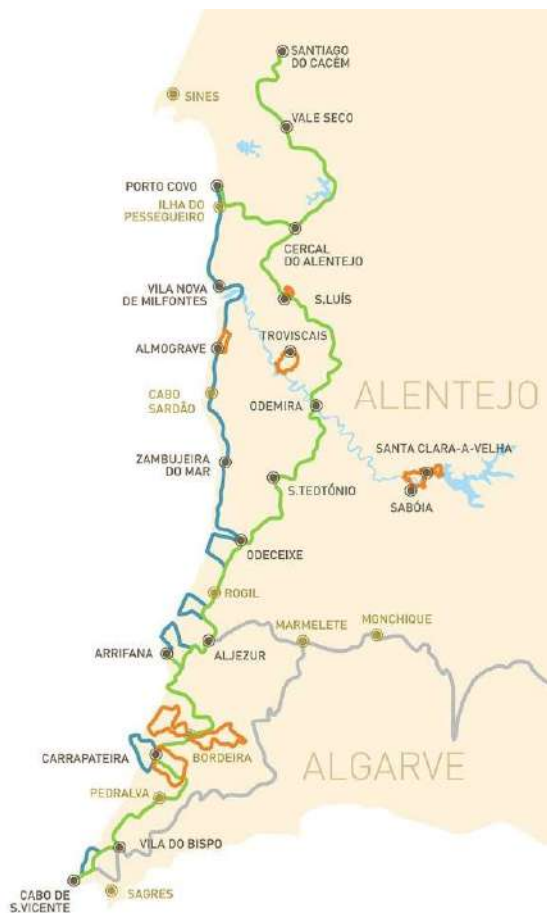 SANTIAGO
DO CACÉM
SINES
VALE SECO
PORTO COVO
ILHA DO
PESSEGUEIRO
CERCAL
DO ALENTEJO
VILA NOVA
DE MILFONTES
S.LUÍS
TROVISCAIS
ALMOGRAVE
CABO
SARDÃO
ODEMIRA
ALENTEJO
ZAMBUJEIRA
DO MAR
SANTA CLARA-A-VELHA
S.TEOTÓNIO
SABÓIA
ODECEIXE
ROGIL
MARMELETE
MONCHIQUE
ARRIFANA
ALJEZUR
CARRAPATEIRA
BORDEIRA
ALGARVE
PEDRALVA
VILA DO BISPO
CABO DE
S.VICENTE
SAGRES